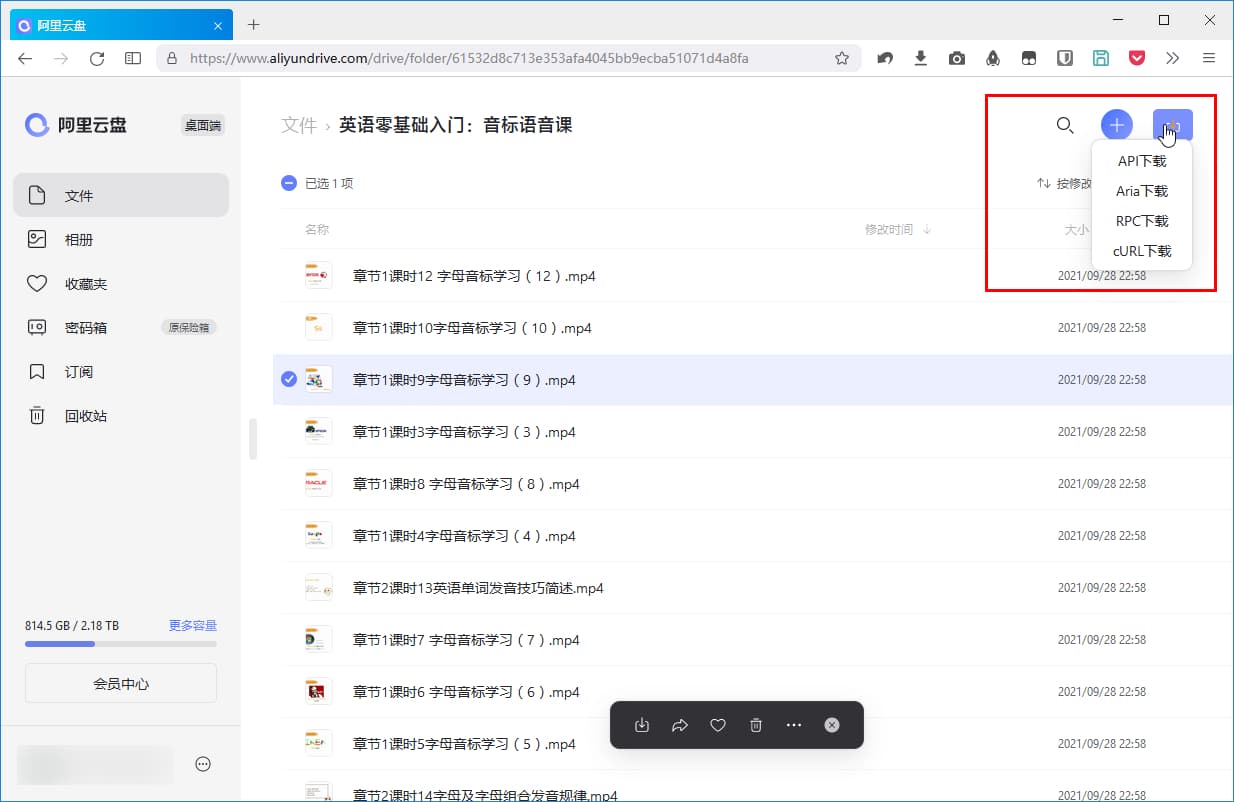 阿里云盘
https://www.aliyundrive.com/drive/folder/61532d8c713e353afa4045bb9ecba51071d4a8fa
阿里云盘
桌面端
文件 › 英语零基础入门：音标语音课
文件
相册
收藏夹
密码箱
原保险箱
订阅
回收站
814.5 GB / 2.18 TB
更多容量
会员中心
已选 1 项
按修改
API下载
Aria下载
RPC下载
cURL下载
名称
修改时间
大小
章节1课时12 字母音标学习（12）.mp4
2021/09/28 22:58
章节1课时10字母音标学习（10）.mp4
2021/09/28 22:58
章节1课时9字母音标学习（9）.mp4
2021/09/28 22:58
章节1课时3字母音标学习（3）.mp4
2021/09/28 22:58
ORACLE
章节1课时8 字母音标学习（8）.mp4
2021/09/28 22:58
Google
章节1课时4字母音标学习（4）.mp4
2021/09/28 22:58
章节2课时13英语单词发音技巧简述.mp4
2021/09/28 22:58
章节1课时7 字母音标学习（7）.mp4
2021/09/28 22:58
章节1课时6 字母音标学习（6）.mp4
2021/09/28 22:58
章节1课时5字母音标学习（5）.mp4
2021/09/28 22:58
章节2课时14字母及字母组合发音规律.mp4
2021/09/28 22:58